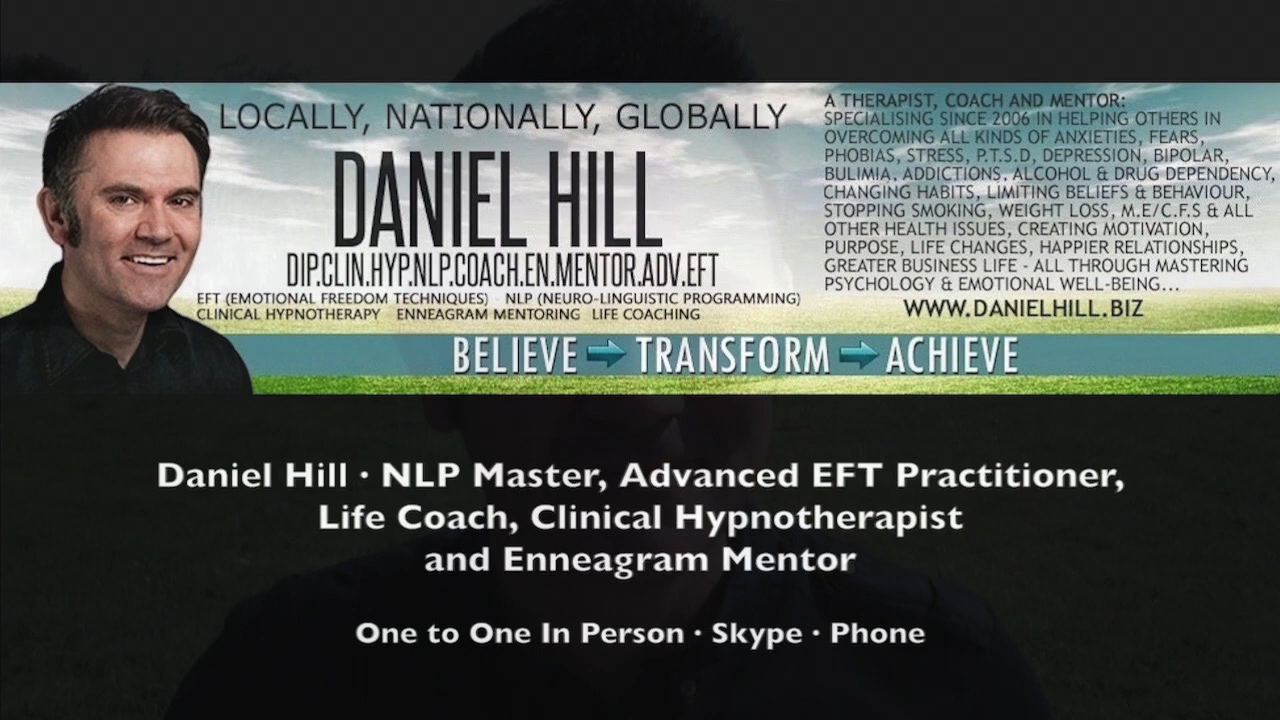 LOCALLY, NATIONALLY, GLOBALLY
DANIEL HILL
DIP.CLIN.HYP.NLP.COACH.EN.MENTOR.ADV.EFT
EFT (EMOTIONAL FREEDOM TECHNIQUES) NLP (NEURO-LINGUISTIC PROGRAMMING)
CLINICAL HYPNOTHERAPY ENNEAGRAM MENTORING LIFE COACHING
A THERAPIST, COACH AND MENTOR:
SPECIALISING SINCE 2006 IN HELPING OTHERS IN
OVERCOMING ALL KINDS OF ANXIETIES, FEARS,
PHOBIAS, STRESS, P.T.S.D, DEPRESSION, BIPOLAR,
BULIMIA, ADDICTIONS, ALCOHOL & DRUG DEPENDENCY,
CHANGING HABITS, LIMITING BELIEFS & BEHAVIOUR,
STOPPING SMOKING, WEIGHT LOSS, M.E/C.F.S & ALL
OTHER HEALTH ISSUES, CREATING MOTIVATION,
PURPOSE, LIFE CHANGES, HAPPIER RELATIONSHIPS,
GREATER BUSINESS LIFE - ALL THROUGH MASTERING
PSYCHOLOGY & EMOTIONAL WELL-BEING...
WWW.DANIELHILL.BIZ
BELIEVE TRANSFORM ACHIEVE
Daniel Hill · NLP Master, Advanced EFT Practitioner,
Life Coach, Clinical Hypnotherapist
and Enneagram Mentor
One to One In Person · Skype · Phone